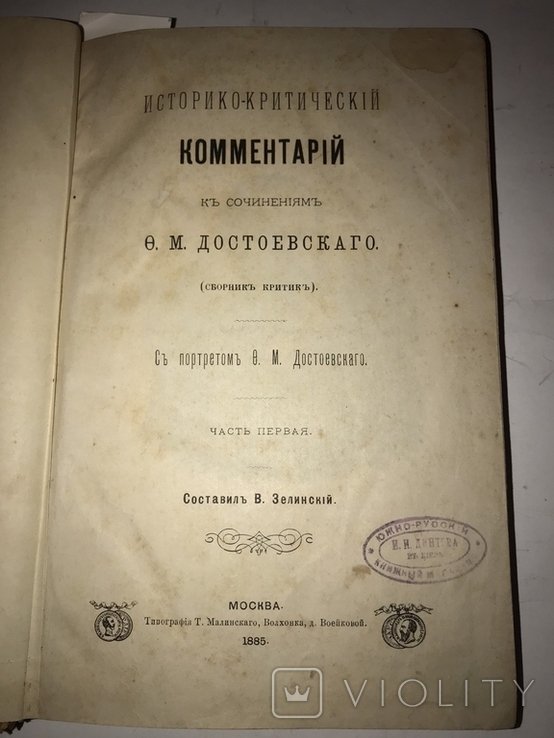 ИСТОРИКО-КРИТИЧЕСКІЙ
КОММЕНТАРІЙ
КЪ СОЧИНЕНІЯМЪ
Ѳ. М. ДОСТОЕВСКАГО.
(СБОРНИКЪ КРИТИКЪ).
Съ портретомъ Ѳ. М. Достоевскаго.
ЧАСТЬ ПЕРВАЯ.
Составилъ В. Зелинскій.
ЮЖНО-РУССКІЙ
КНИЖНЫЙ
МОСКВА.
Типографія Т. Малинскаго, Волхонка, д. Воейковой.
1885.
VIOLITY